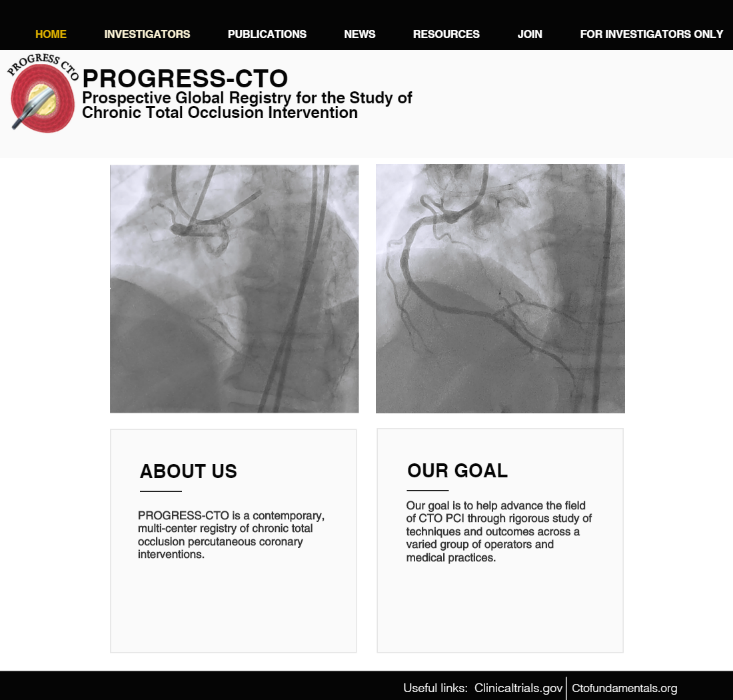 HOME INVESTIGATORS PUBLICATIONS NEWS RESOURCES JOIN FOR INVESTIGATORS ONLY
PROGRESS CTO
PROGRESS-CTO
Prospective Global Registry for the Study of
Chronic Total Occlusion Intervention
ABOUT US
PROGRESS-CTO is a contemporary,
multi-center registry of chronic total
occlusion percutaneous coronary
interventions.
OUR GOAL
Our goal is to help advance the field
of CTO PCI through rigorous study of
techniques and outcomes across a
varied group of operators and
medical practices.
Useful links: Clinicaltrials.gov Ctofundamentals.org